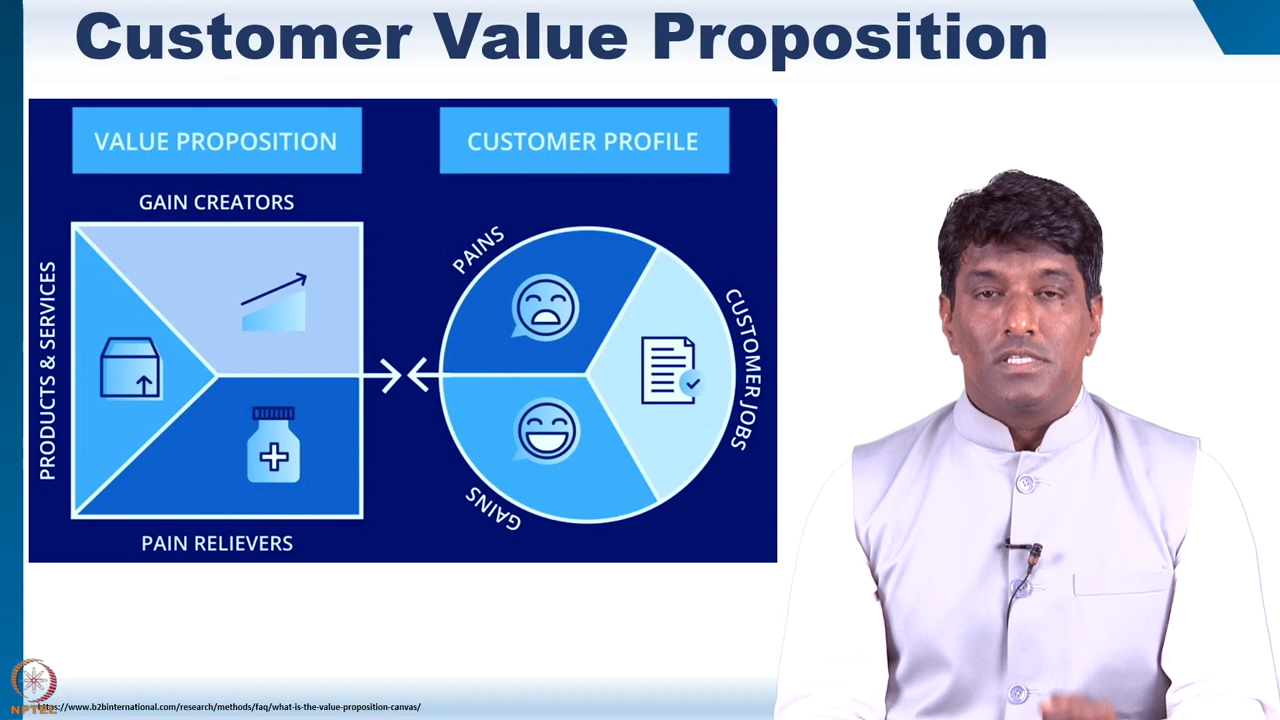 Customer Value Proposition
VALUE PROPOSITION
CUSTOMER PROFILE
GAIN CREATORS
PRODUCTS & SERVICES
PAIN RELIEVERS
PAINS
GAINS
CUSTOMER JOBS
NPTEL
https://www.b2binternational.com/research/methods/faq/what-is-the-value-proposition-canvas/